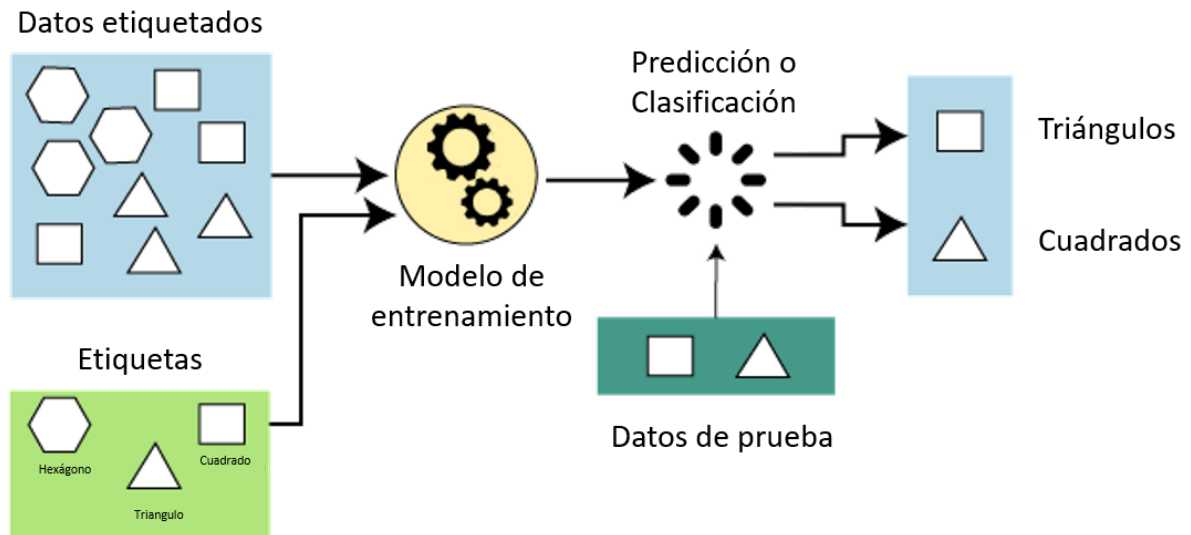 Datos etiquetados
Predicción o
Clasificación
Triángulos
Cuadrados
Modelo de
entrenamiento
Etiquetas
Hexágono
Cuadrado
Triangulo
Datos de prueba